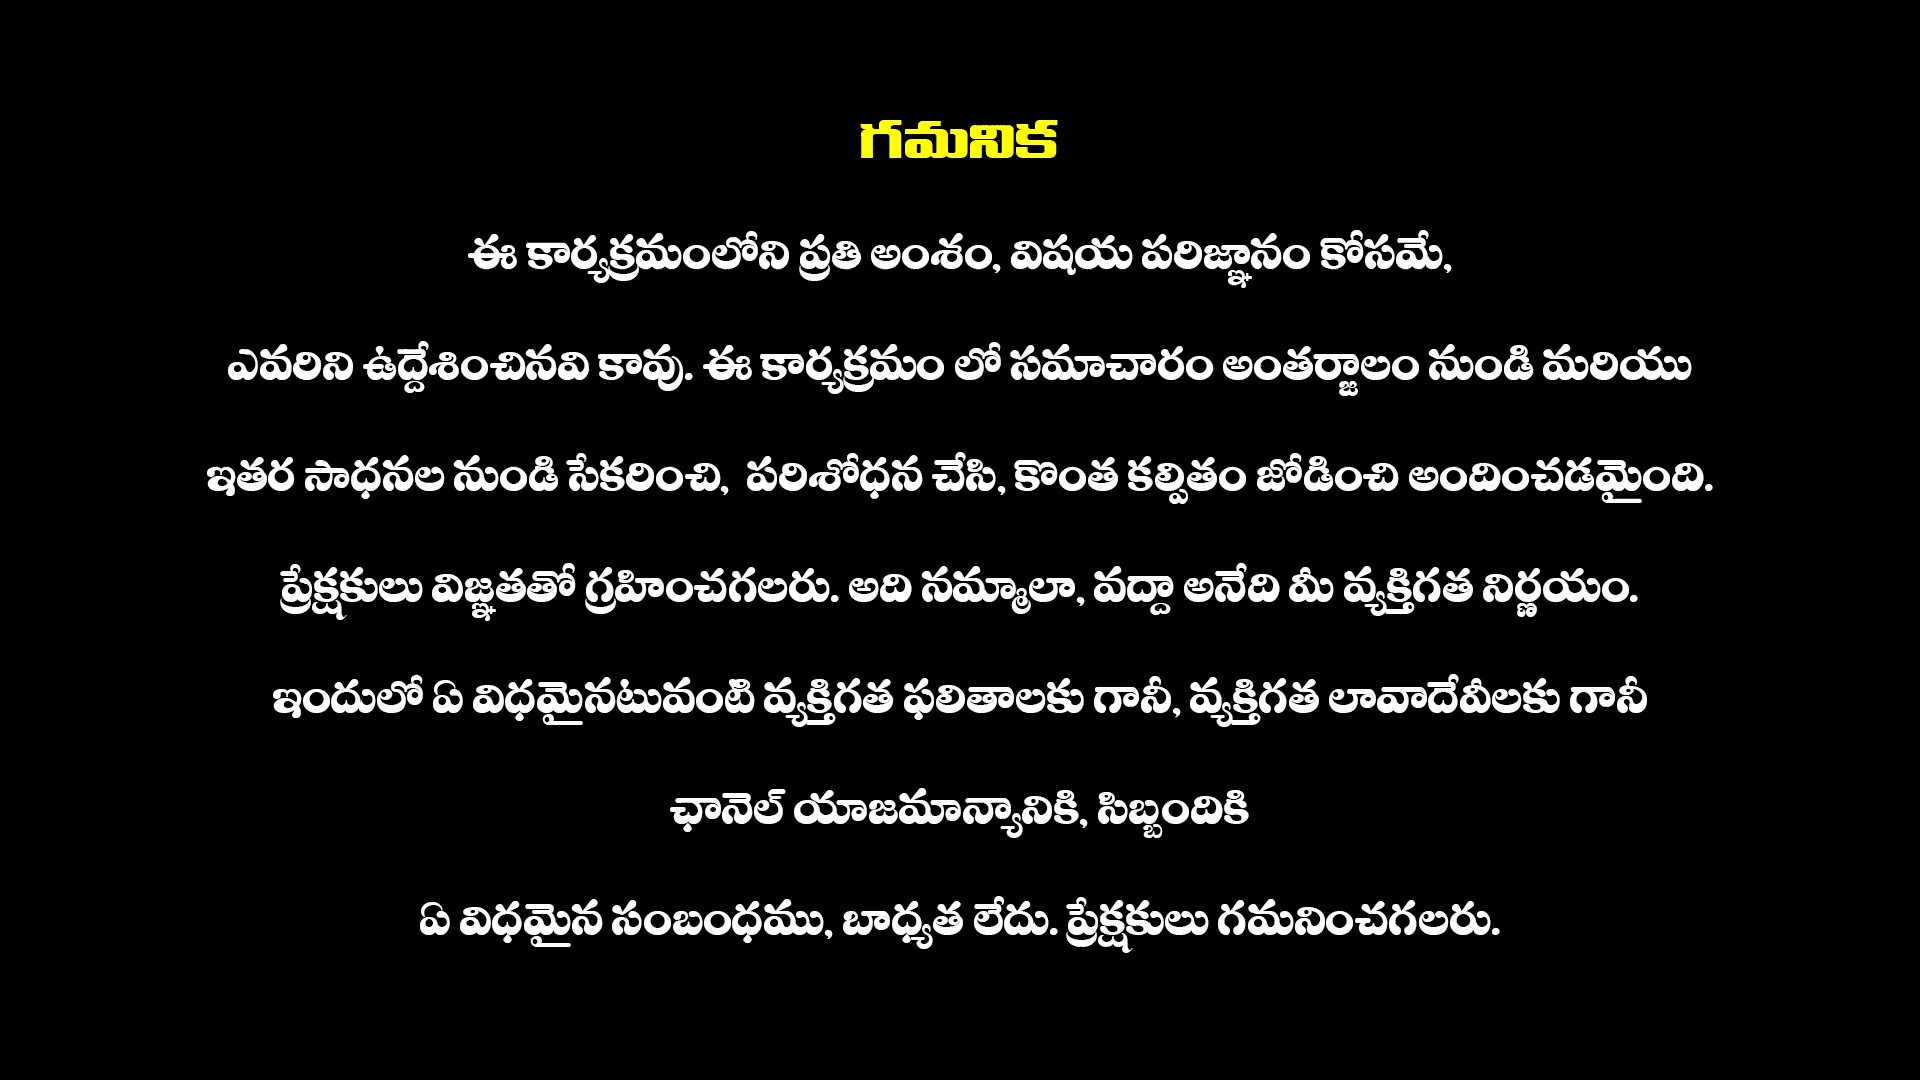 గమనిక
ఈ కార్యక్రమంలోని ప్రతి అంశం, విషయ పరిజ్ఞానం కోసమే,
ఎవరిని ఉద్దేశించినవి కావు. ఈ కార్యక్రమం లో సమాచారం అంతర్జాలం నుండి మరియు
ఇతర సాధనల నుండి సేకరించి, పరిశోధన చేసి, కొంత కల్పితం జోడించి అందించడమైంది.
ప్రేక్షకులు విజ్ఞతతో గ్రహించగలరు. అది నమ్మాలా, వద్దా అనేది మీ వ్యక్తిగత నిర్ణయం.
ఇందులో ఏ విధమైనటువంటి వ్యక్తిగత ఫలితాలకు గానీ, వ్యక్తిగత లావాదేవీలకు గానీ
ఛానెల్ యాజమాన్యానికి, సిబ్బందికి
ఏ విధమైన సంబంధము, బాధ్యత లేదు. ప్రేక్షకులు గమనించగలరు.